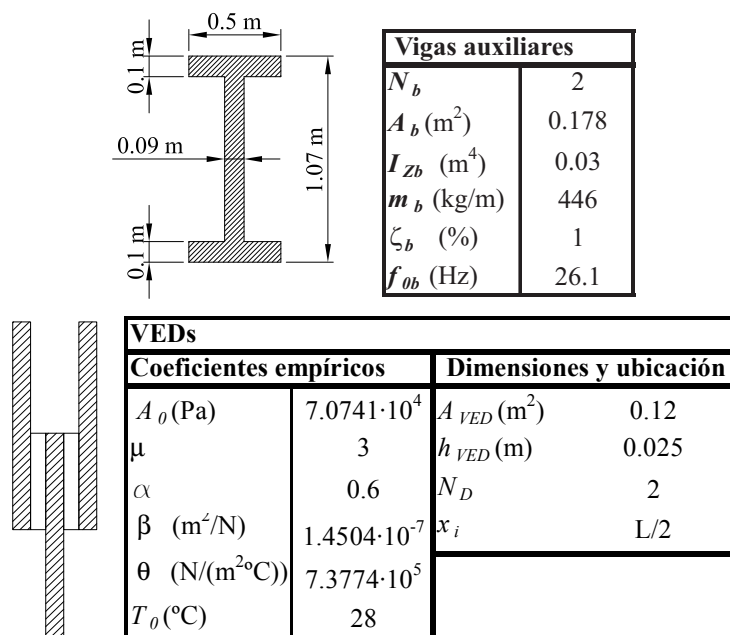 0.5 m
0.1 m
0.09 m
1.07 m
0.1 m
Vigas auxiliares
N_b 2
A_b (m²) 0.178
I_Zb (m⁴) 0.03
m_b (kg/m) 446
ζ_b (%) 1
f_0b (Hz) 26.1
VEDs
Coeficientes empíricos Dimensiones y ubicación
A_0 (Pa) 7.0741·10⁴ A_VED (m²) 0.12
μ 3 h_VED (m) 0.025
α 0.6 N_D 2
β (m²/N) 1.4504·10⁻⁷ x_i L/2
θ (N/(m²ºC)) 7.3774·10⁵
T_0 (ºC) 28